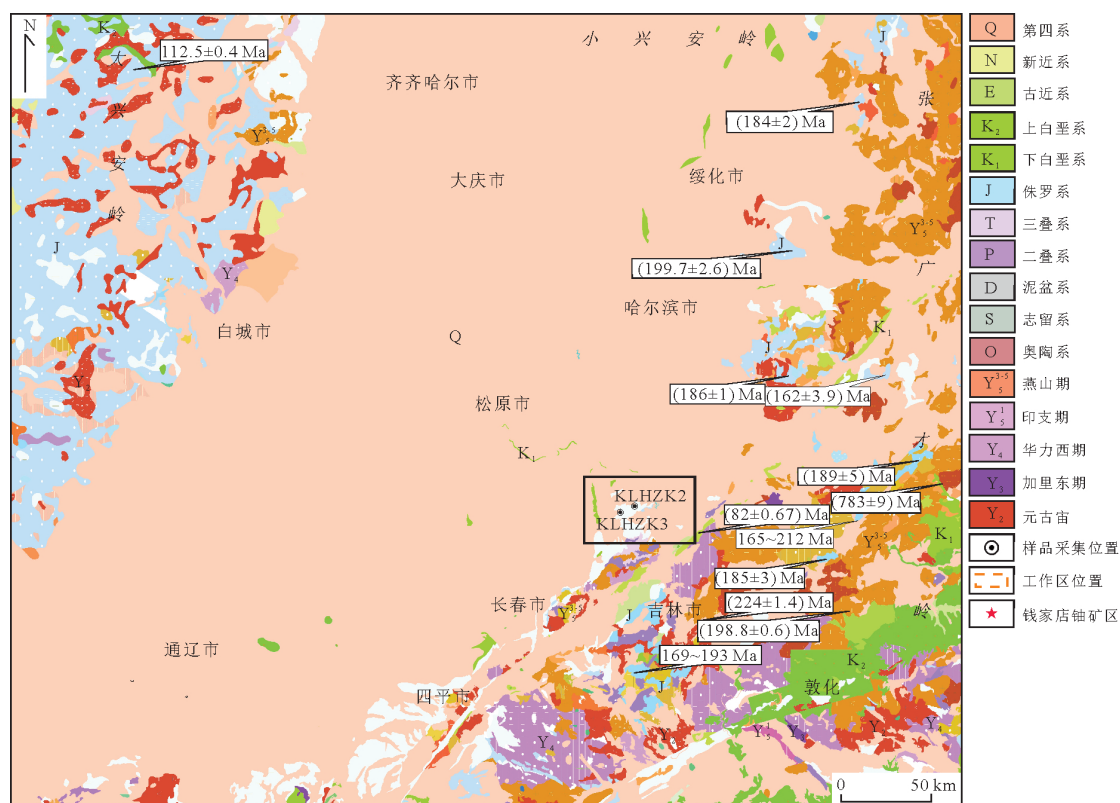 N
K₂
大
兴
安
岭
112.5±0.4 Ma
小兴安岭
J
张
广
才
岭
齐齐哈尔市
(184±2) Ma
Y₅³⁻⁵
大庆市
绥化市
J
Y₅³⁻⁵
J
(199.7±2.6) Ma
Y₄
哈尔滨市
白城市
Q
K₁
J
Y₂
(186±1) Ma
(162±3.9) Ma
松原市
K₁
(189±5) Ma
KLHZK2
(783±9) Ma
KLHZK3
(82±0.67) Ma
165~212 Ma
Y₅³⁻⁵
K₁
(185±3) Ma
长春市
Y₅³⁻⁵
J
吉林市
(224±1.4) Ma
(198.8±0.6) Ma
通辽市
169~193 Ma
K₂
四平市
J
敦化
Y₄
Y₂
Y₅¹
Y₃
Y₂
Y₄
0
50 km
Q 第四系
N 新近系
E 古近系
K₂ 上白垩系
K₁ 下白垩系
J 侏罗系
T 三叠系
P 二叠系
D 泥盆系
S 志留系
O 奥陶系
Y₅³⁻⁵ 燕山期
Y₅¹ 印支期
Y₄ 华力西期
Y₃ 加里东期
Y₂ 元古宙
样品采集位置
工作区位置
钱家店铀矿区